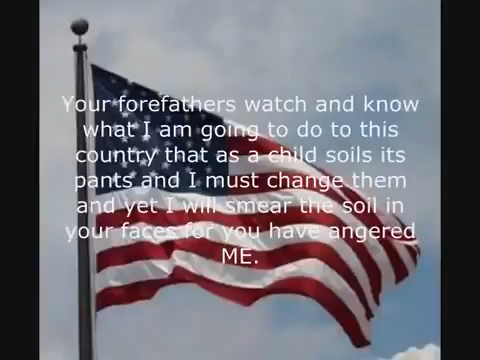 Your forefathers watch and know
what I am going to do to this
country that as a child soils its
pants and I must change them
and yet I will smear the soil in
your faces for you have angered
ME.